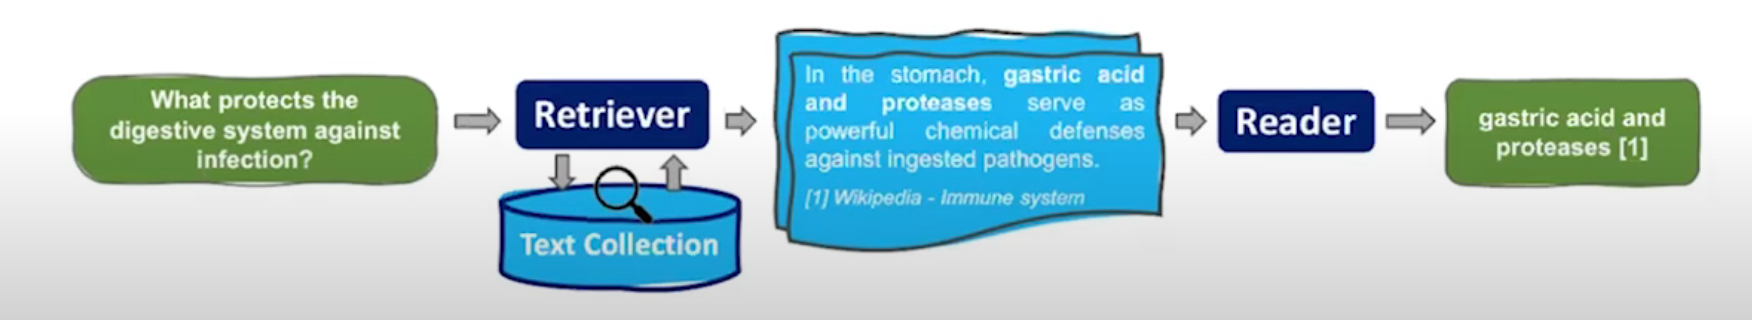 What protects the
digestive system against
infection?
Retriever
Text Collection
In the stomach, gastric acid
and proteases serve as
powerful chemical defenses
against ingested pathogens.
[1] Wikipedia - Immune system
Reader
gastric acid and
proteases [1]